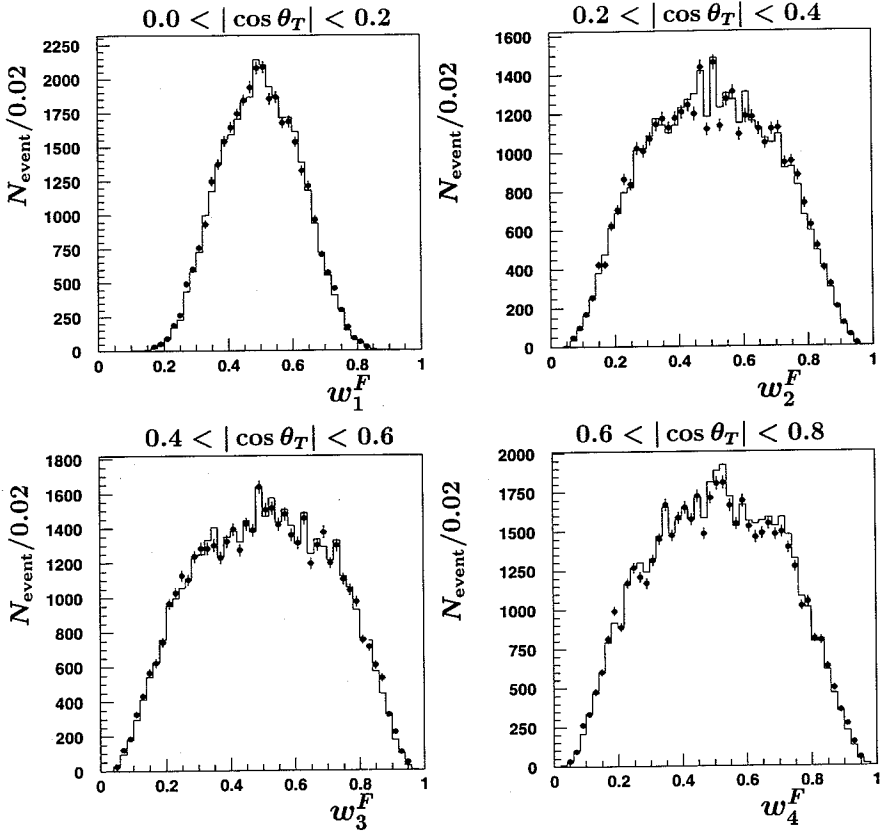 0.0 < |cos θ_T| < 0.2
N_event/0.02
2250
2000
1750
1500
1250
1000
750
500
250
0
0 0.2 0.4 0.6 0.8 1
w_1^F
0.2 < |cos θ_T| < 0.4
N_event/0.02
1600
1400
1200
1000
800
600
400
200
0
0 0.2 0.4 0.6 0.8 1
w_2^F
0.4 < |cos θ_T| < 0.6
N_event/0.02
1800
1600
1400
1200
1000
800
600
400
200
0
0 0.2 0.4 0.6 0.8 1
w_3^F
0.6 < |cos θ_T| < 0.8
N_event/0.02
2000
1750
1500
1250
1000
750
500
250
0
0 0.2 0.4 0.6 0.8 1
w_4^F